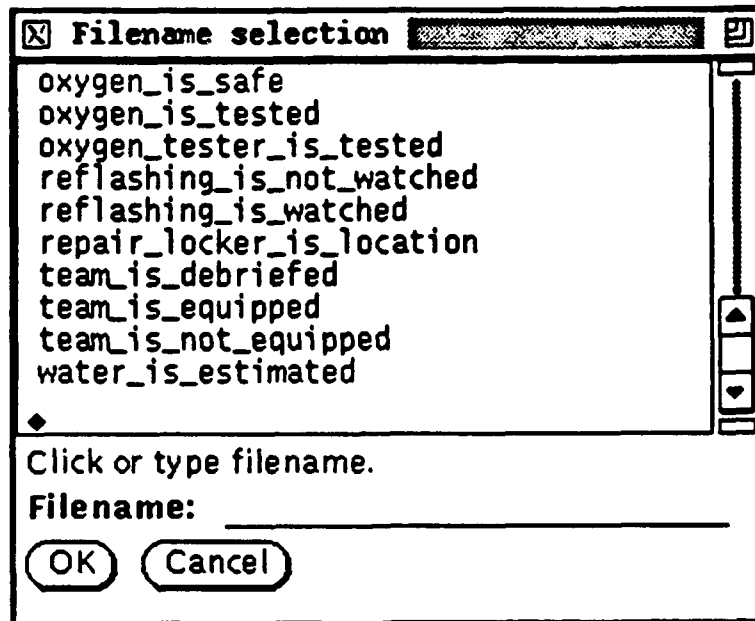 Filename selection
oxygen_is_safe
oxygen_is_tested
oxygen_tester_is_tested
reflashing_is_not_watched
reflashing_is_watched
repair_locker_is_location
team_is_debriefed
team_is_equipped
team_is_not_equipped
water_is_estimated
Click or type filename.
Filename:
OK Cancel